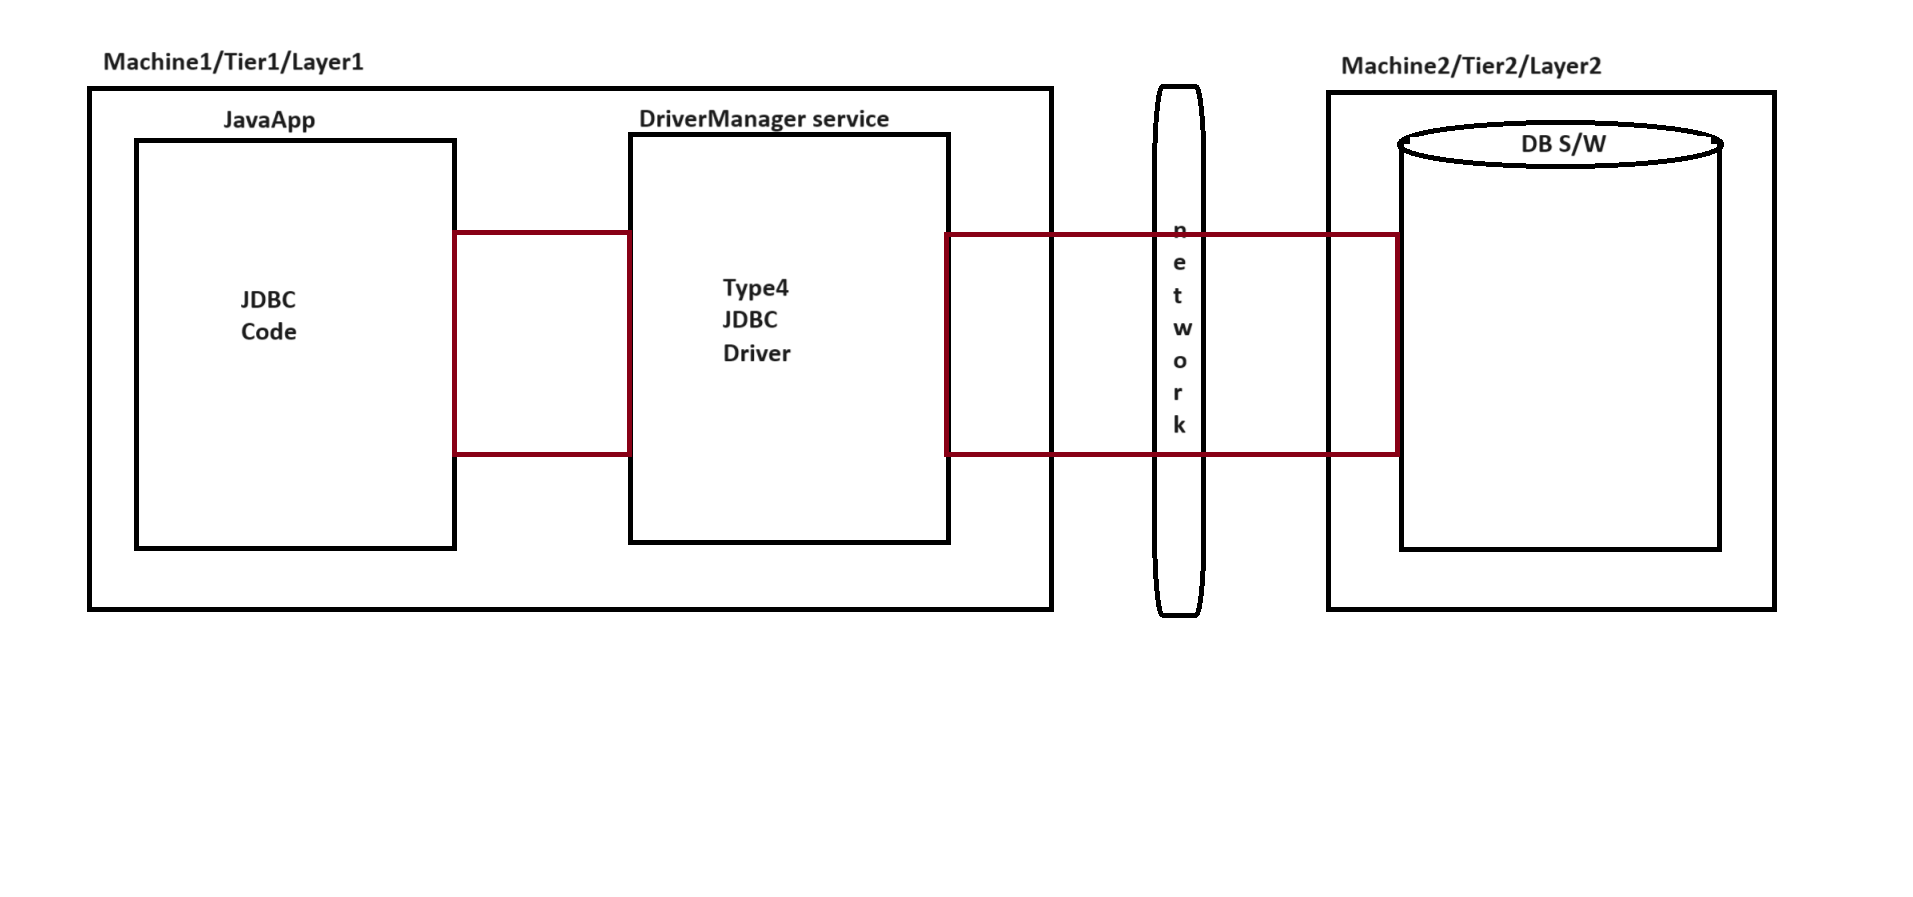 Machine1/Tier1/Layer1
Machine2/Tier2/Layer2
JavaApp
DriverManager service
DB S/W
JDBC
Code
Type4
JDBC
Driver
n
e
t
w
o
r
k